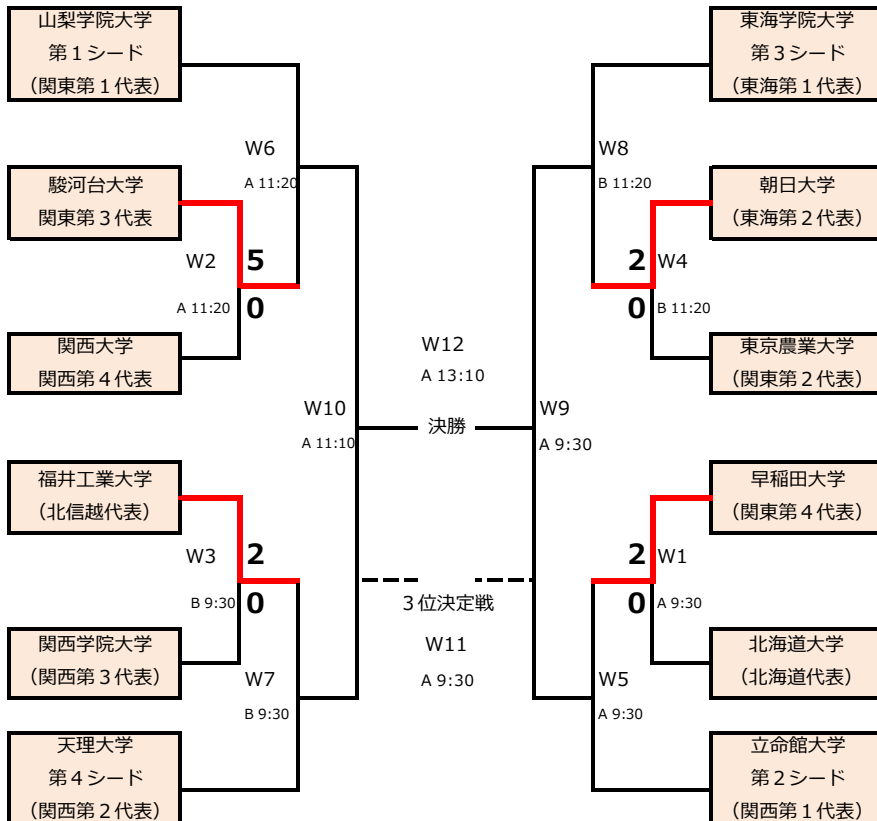 山梨学院大学
第１シード
（関東第１代表）
東海学院大学
第３シード
（東海第１代表）
W6
A 11:20
W8
B 11:20
駿河台大学
関東第３代表
朝日大学
（東海第２代表）
W2
5
A 11:20
0
2
W4
0
B 11:20
関西大学
関西第４代表
東京農業大学
（関東第２代表）
W12
A 13:10
W10
A 11:10
決勝
W9
A 9:30
福井工業大学
（北信越代表）
早稲田大学
（関東第４代表）
W3
2
B 9:30
0
2
W1
0
A 9:30
３位決定戦
W11
A 9:30
関西学院大学
（関西第３代表）
北海道大学
（北海道代表）
W7
B 9:30
W5
A 9:30
天理大学
第４シード
（関西第２代表）
立命館大学
第２シード
（関西第１代表）